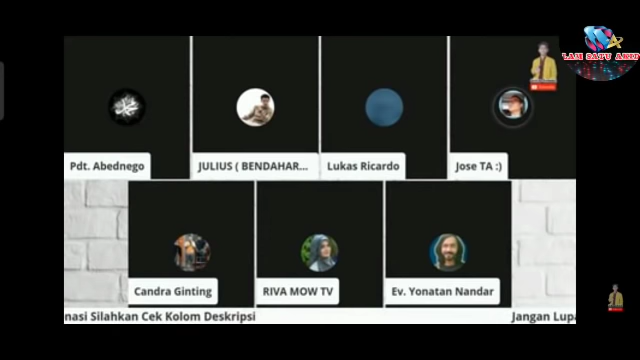 Pdt. Abednego
JULIUS ( BENDAHAR...
Lukas Ricardo
Jose TA :)
Candra Ginting
RIVA MOW TV
Ev. Yonatan Nandar
nasi Silahkan Cek Kolom Deskripsi
Jangan Lupa